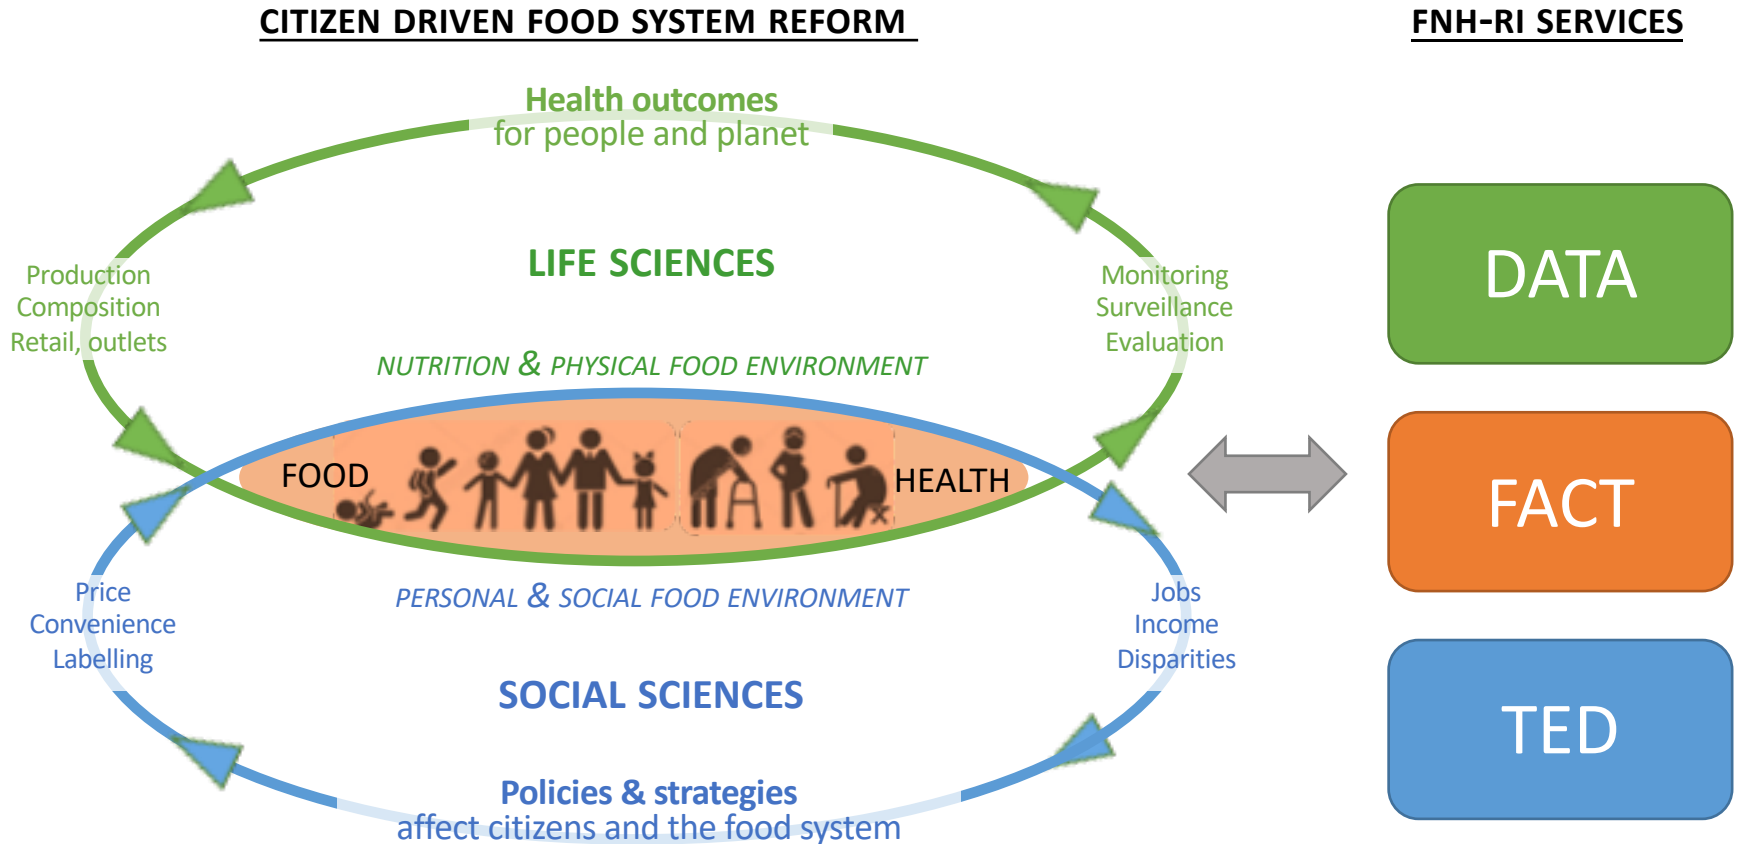 CITIZEN DRIVEN FOOD SYSTEM REFORM
FNH-RI SERVICES
Health outcomes
for people and planet
LIFE SCIENCES
Production
Composition
Retail, outlets
Monitoring
Surveillance
Evaluation
NUTRITION & PHYSICAL FOOD ENVIRONMENT
FOOD
HEALTH
PERSONAL & SOCIAL FOOD ENVIRONMENT
Price
Convenience
Labelling
Jobs
Income
Disparities
SOCIAL SCIENCES
Policies & strategies
affect citizens and the food system
DATA
FACT
TED